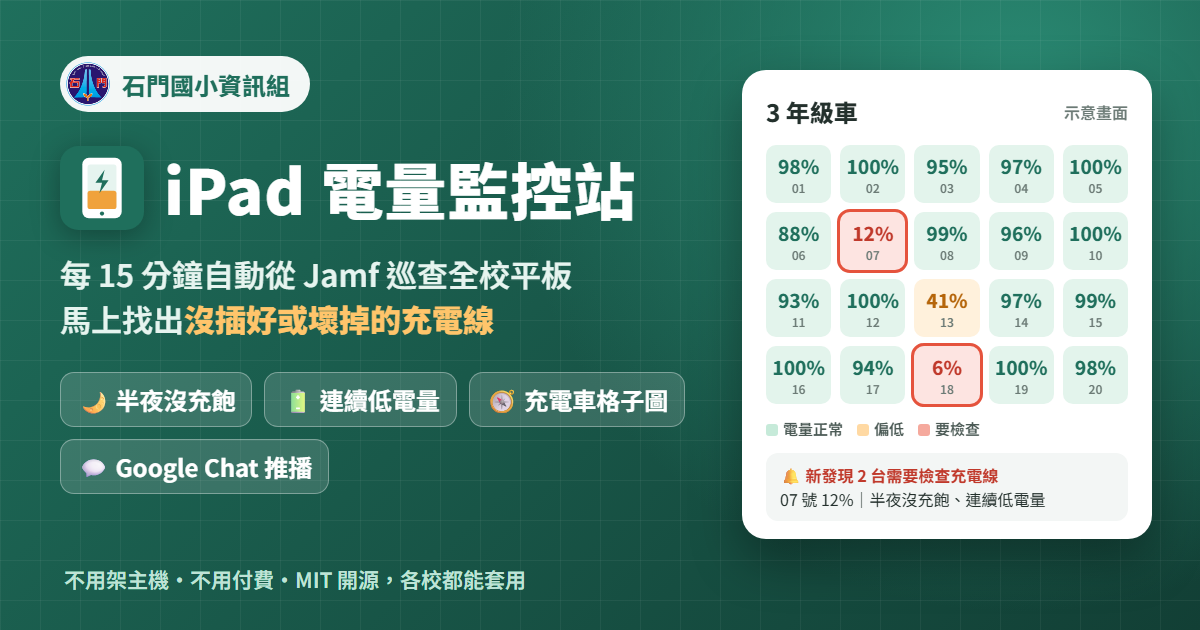 石門
石門國小資訊組
iPad 電量監控站
每 15 分鐘自動從 Jamf 巡查全校平板
馬上找出沒插好或壞掉的充電線
半夜沒充飽
連續低電量
充電車格子圖
Google Chat 推播
不用架主機・不用付費・MIT 開源，各校都能套用
3 年級車
示意畫面
98% 100% 95% 97% 100%
01 02 03 04 05
88% 12% 99% 96% 100%
06 07 08 09 10
93% 100% 41% 97% 99%
11 12 13 14 15
100% 94% 6% 100% 98%
16 17 18 19 20
電量正常 偏低 要檢查
新發現 2 台需要檢查充電線
07 號 12%｜半夜沒充飽、連續低電量